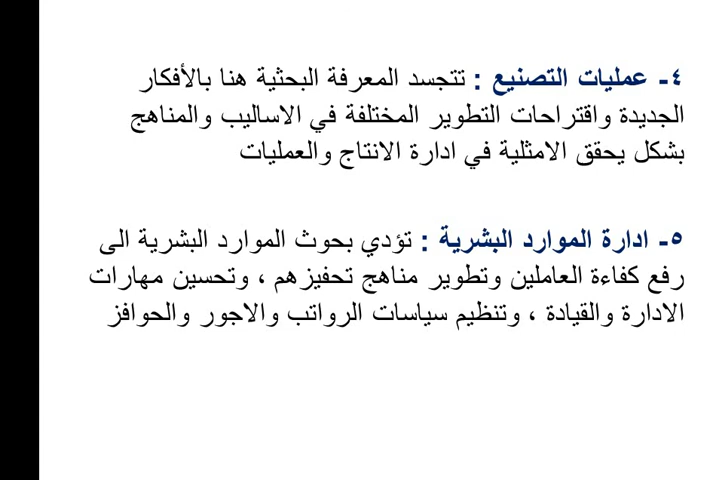 ٤- عمليات التصنيع : تتجسد المعرفة البحثية هنا بالأفكار
الجديدة واقتراحات التطوير المختلفة في الاساليب والمناهج
بشكل يحقق الامثلية في ادارة الانتاج والعمليات
٥- ادارة الموارد البشرية : تؤدي بحوث الموارد البشرية الى
رفع كفاءة العاملين وتطوير مناهج تحفيزهم ، وتحسين مهارات
الادارة والقيادة ، وتنظيم سياسات الرواتب والاجور والحوافز